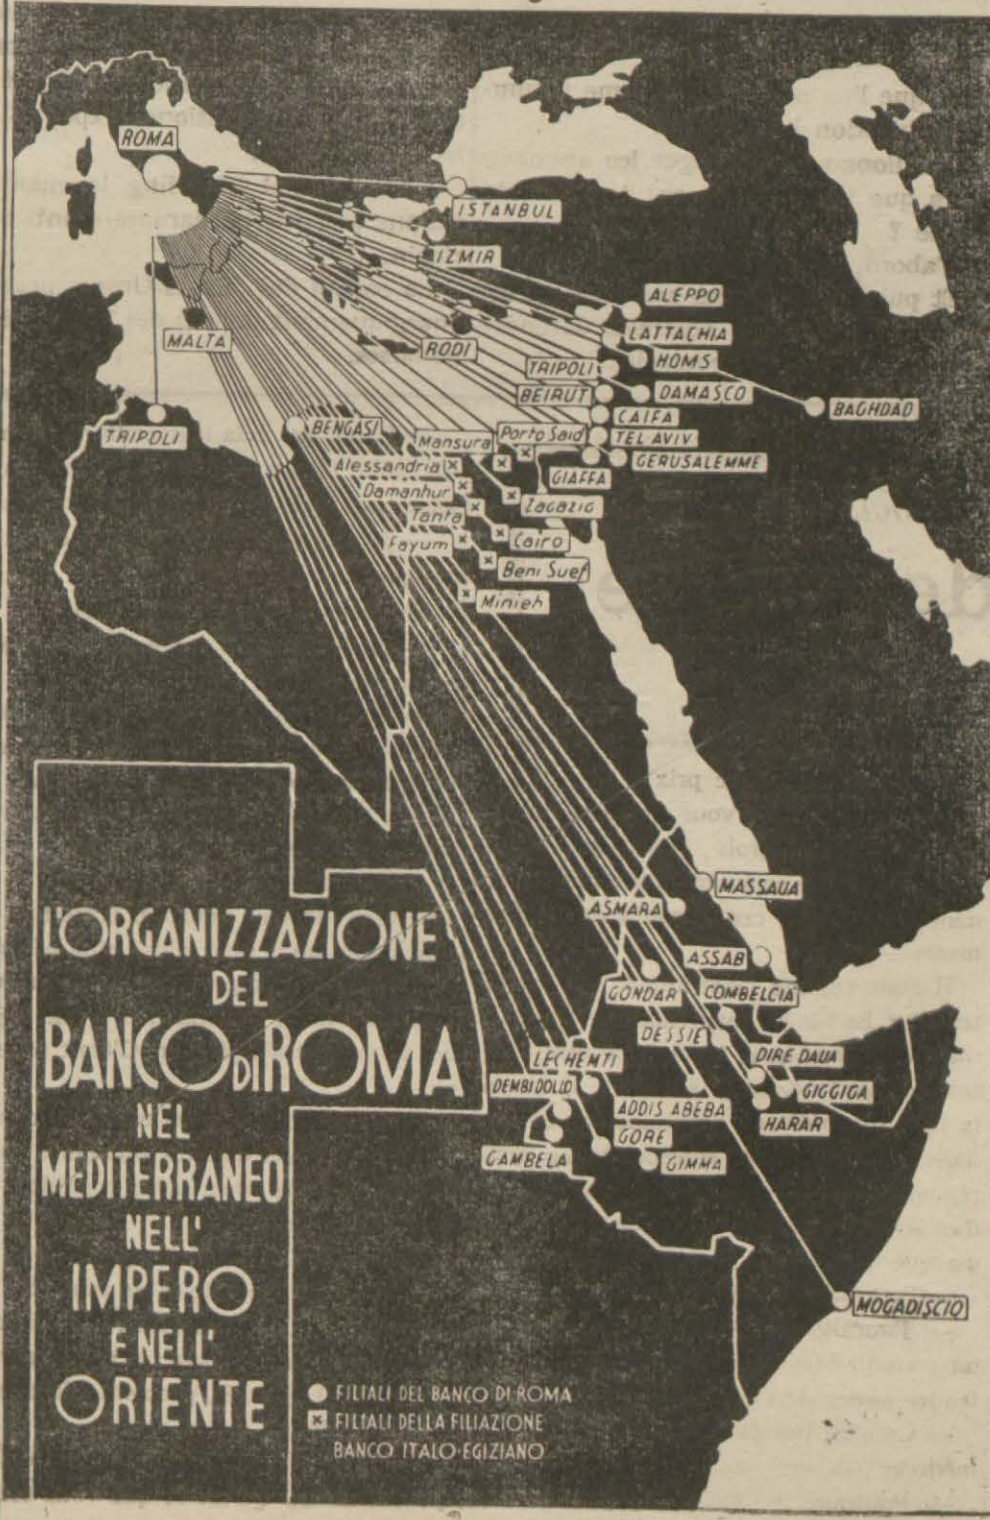 ROMA
ISTANBUL
IZMIR
ALEPPO
LATTACHIA
MALTA
RODI
HOMS
TRIPOLI
BEIRUT
DAMASCO
BAGHDAD
CAIFA
TRIPOLI
BENGASI
Mansura
Porto Said
TEL AVIV
GERUSALEMME
Alessandria
GIAFFA
Damanhur
Zagazig
Tanta
Cairo
Fayum
Beni Suef
Minieh
MASSAUA
ASMARA
ASSAB
GONDAR
COMBELCIA
DESSIE
DIRE DAUA
LECHEMTI
DEMBIDOLLO
GIGGIGA
ADDIS ABEBA
HARAR
GORE
GAMBELA
GIMMA
MOGADISCIO
L'ORGANIZZAZIONE
DEL
BANCO DI ROMA
NEL
MEDITERRANEO
NELL'
IMPERO
E NELL'
ORIENTE
FILIALI DEL BANCO DI ROMA
FILIALI DELLA FILIAZIONE
BANCO ITALO-EGIZIANO